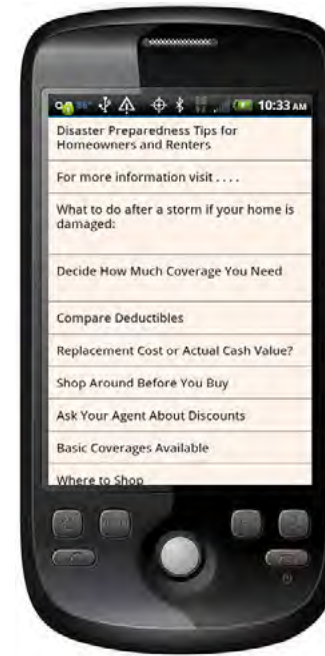 10:33 AM
Disaster Preparedness Tips for
Homeowners and Renters
For more information visit . . . .
What to do after a storm if your home is
damaged:
Decide How Much Coverage You Need
Compare Deductibles
Replacement Cost or Actual Cash Value?
Shop Around Before You Buy
Ask Your Agent About Discounts
Basic Coverages Available
Where to Shop